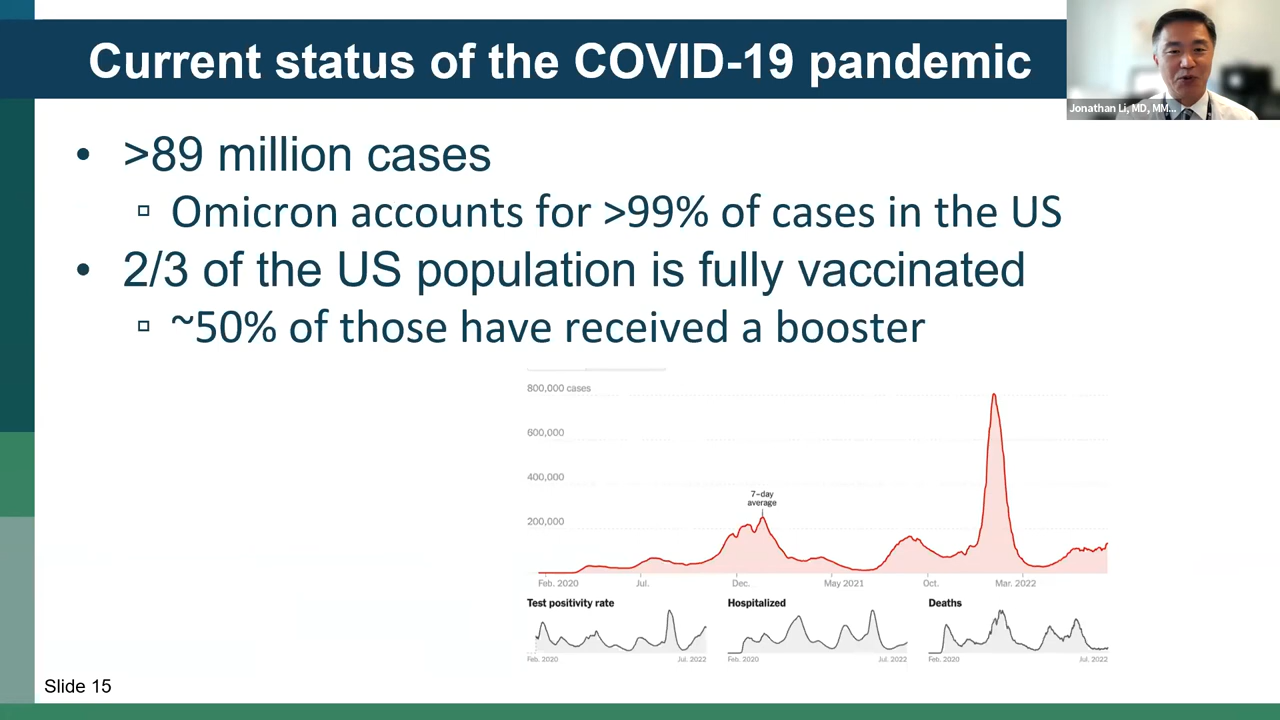 Current status of the COVID-19 pandemic
Jonathan Li, MD, MM...
• >89 million cases
▫ Omicron accounts for >99% of cases in the US
• 2/3 of the US population is fully vaccinated
▫ ~50% of those have received a booster
800,000 cases
600,000
400,000
7-day
average
200,000
Feb. 2020 Jul. Dec. May 2021 Oct. Mar. 2022
Test positivity rate Hospitalized Deaths
Feb. 2020 Jul. 2022 Feb. 2020 Jul. 2022 Feb. 2020 Jul. 2022
Slide 15